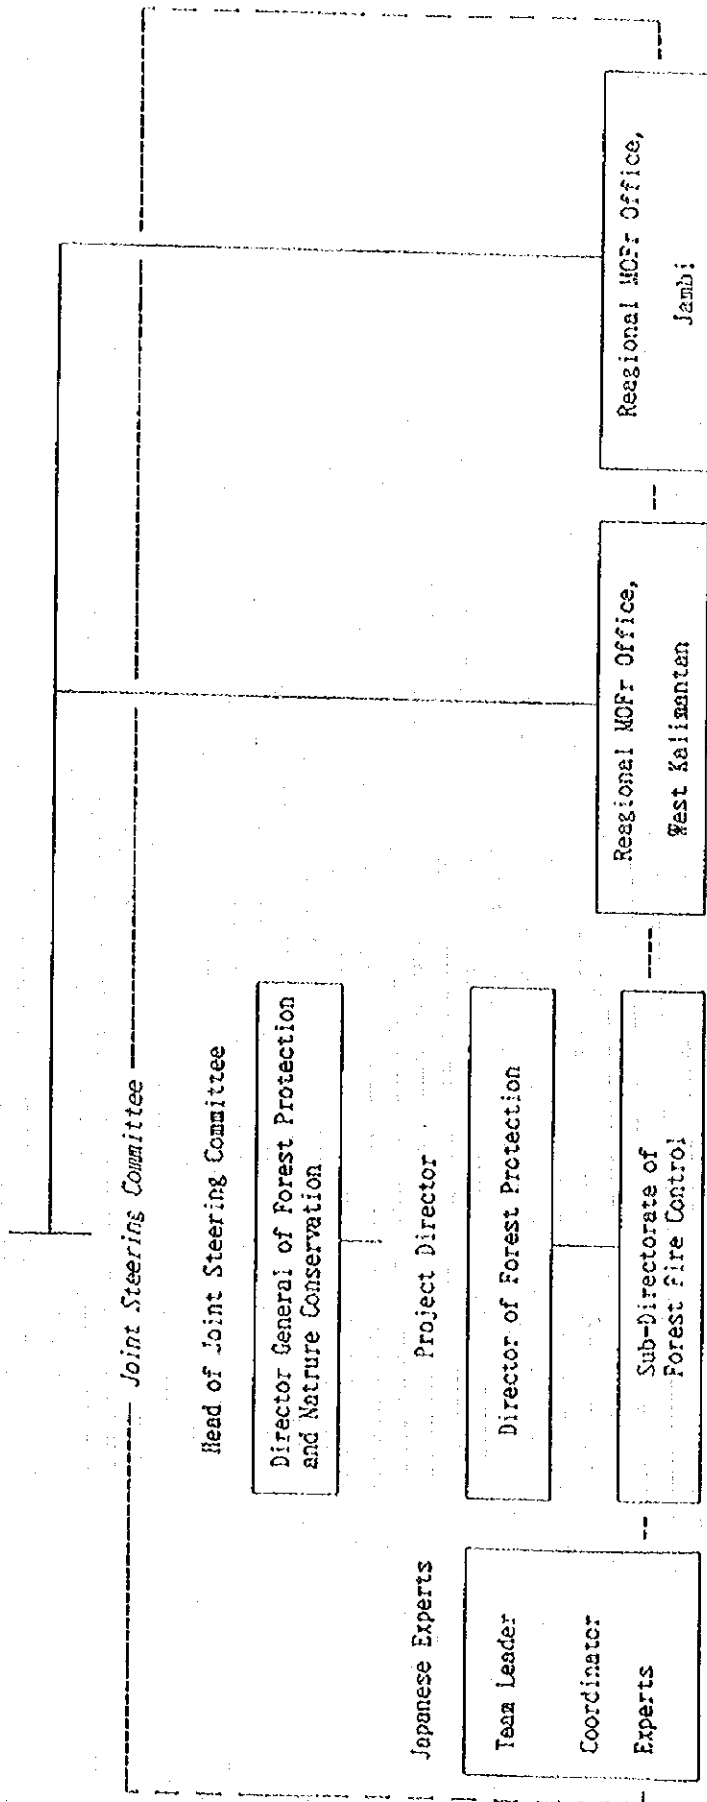 Joint Steering Committee
Head of Joint Steering Committee
Director General of Forest Protection
and Natrure Conservation
Japanese Experts
Project Director
Team Leader
Coordinator
Experts
Director of Forest Protection
Sub-Directorate of
Forest Fire Control
Reagional MOFr Office,
West Kalimantan
Reagional MOFr Office,
Jambi